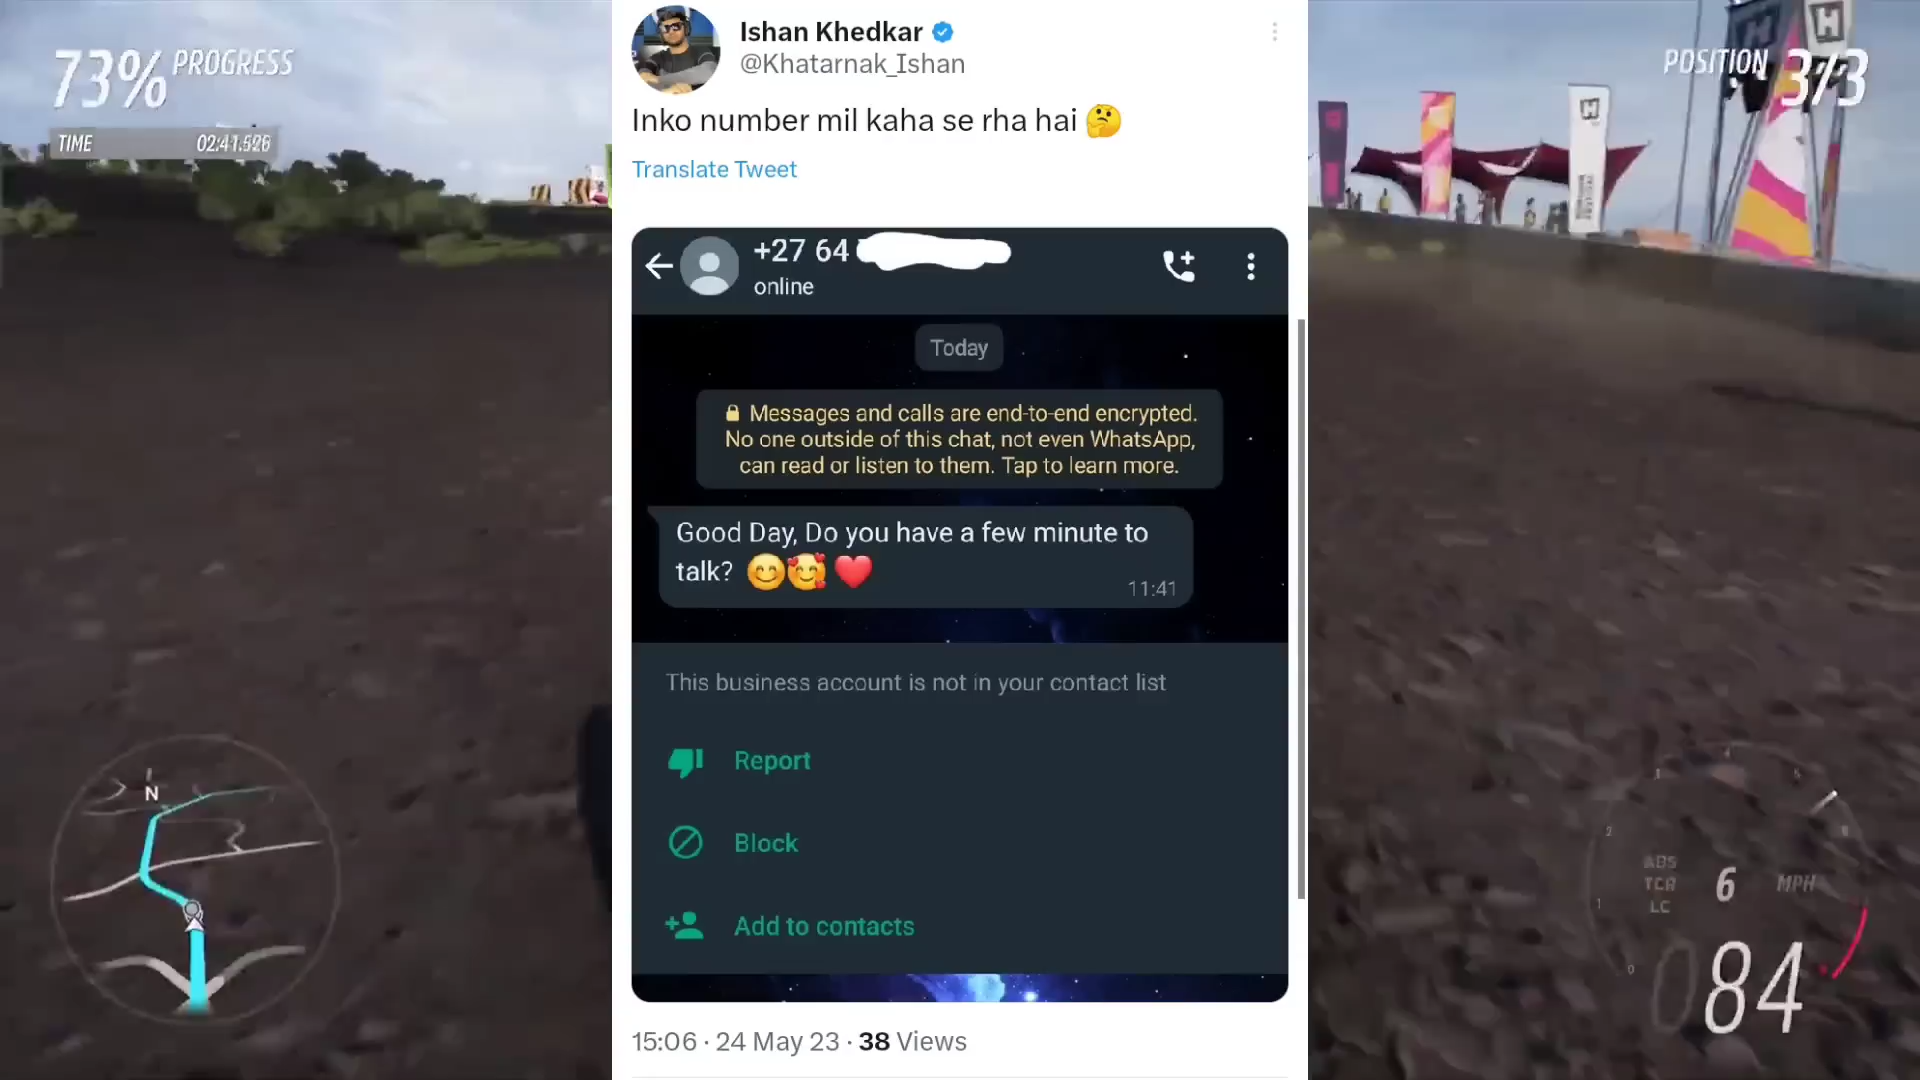 73% PROGRESS
TIME 02:41.526
POSITION 3/3
Ishan Khedkar
@Khatarnak_Ishan
Inko number mil kaha se rha hai 🤔
Translate Tweet
+27 64
online
Today
🔒 Messages and calls are end-to-end encrypted.
No one outside of this chat, not even WhatsApp,
can read or listen to them. Tap to learn more.
Good Day, Do you have a few minute to
talk? 😊🥰❤️
11:41
This business account is not in your contact list
Report
Block
Add to contacts
15:06 · 24 May 23 · 38 Views
N
ABS
TCR
LC
6
MPH
084